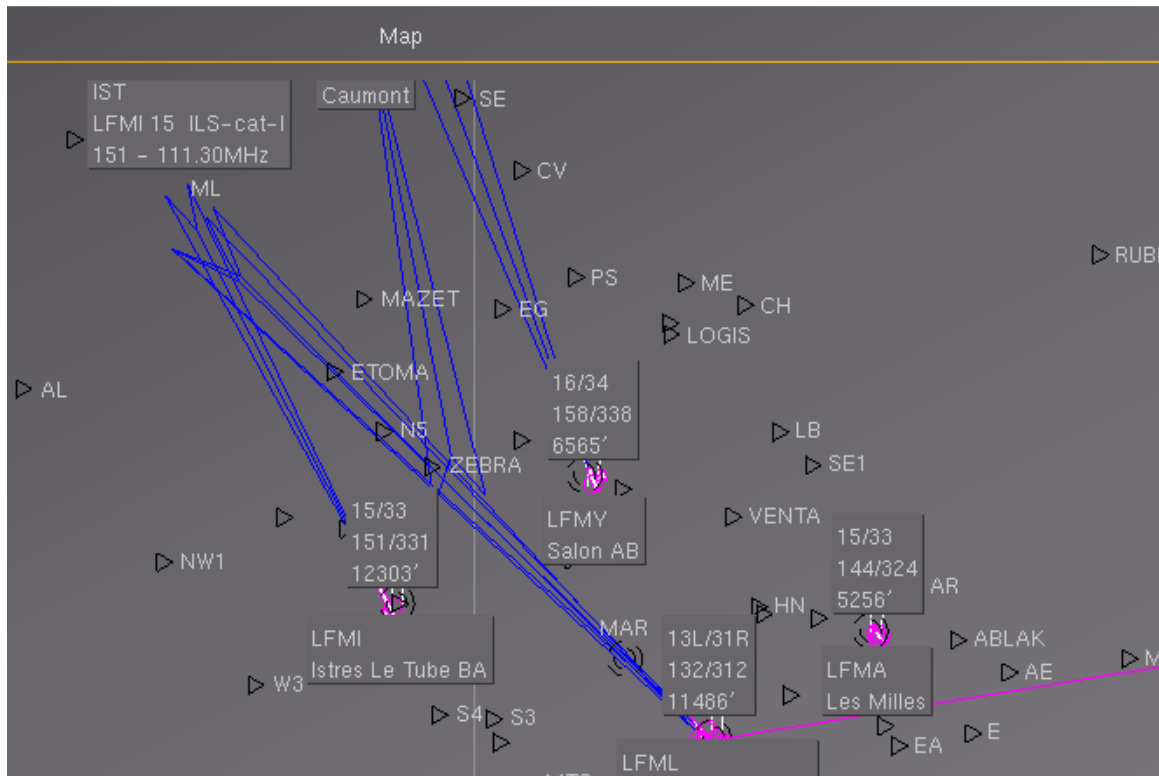 Map
IST
LFMI 15 ILS-cat-I
151 - 111.30MHz
Caumont
SE
CV
ML
RUB
PS
ME
MAZET
EG
CH
LOGIS
ETOMA
AL
16/34
158/338
6565'
N5
LB
ZEBRA
SE1
15/33
151/331
12303'
LFMY
Salon AB
VENTA
15/33
144/324
5256'
NW1
AR
HN
LFMI
Istres Le Tube BA
MAR
13L/31R
132/312
11486'
ABLAK
LFMA
Les Milles
M
AE
W3
S4
S3
E
EA
LFML